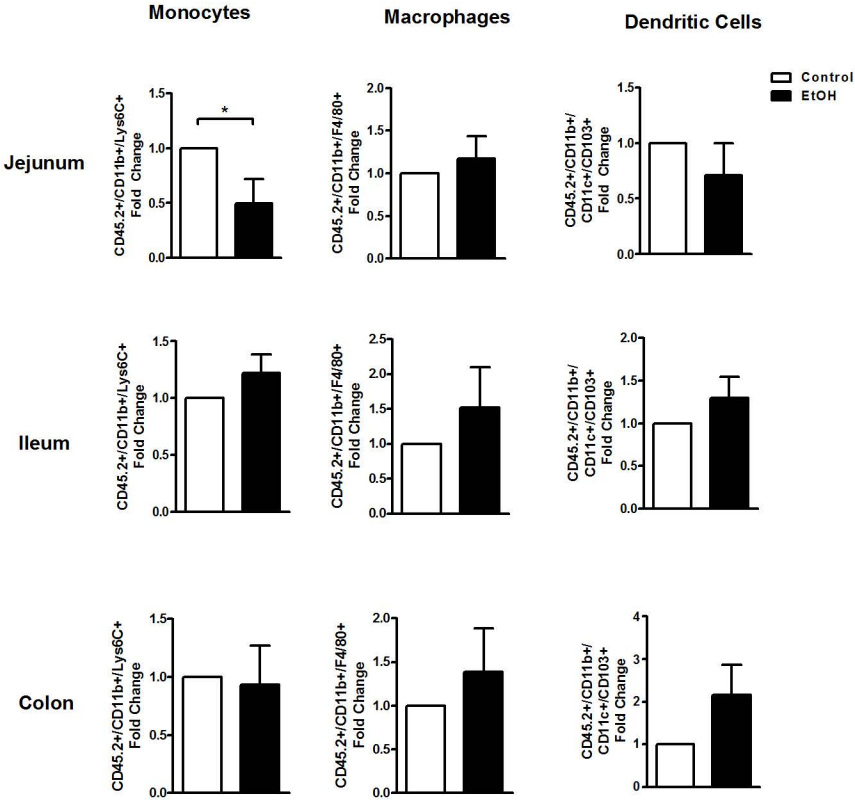 Monocytes
Macrophages
Dendritic Cells
Control
EtOH
Jejunum
CD45.2+/CD11b+/Lys6C+
Fold Change
1.5
1.0
0.5
0.0
*
CD45.2+/CD11b+/F4/80+
Fold Change
2.0
1.5
1.0
0.5
0.0
CD45.2+/CD11b+/
CD11c+/CD103+
Fold Change
1.5
1.0
0.5
0.0
Ileum
CD45.2+/CD11b+/Lys6C+
Fold Change
1.5
1.0
0.5
0.0
CD45.2+/CD11b+/F4/80+
Fold Change
2.5
2.0
1.5
1.0
0.5
0.0
CD45.2+/CD11b+/
CD11c+/CD103+
Fold Change
2.0
1.5
1.0
0.5
0.0
Colon
CD45.2+/CD11b+/Lys6C+
Fold Change
1.5
1.0
0.5
0.0
CD45.2+/CD11b+/F4/80+
Fold Change
2.0
1.5
1.0
0.5
0.0
CD45.2+/CD11b+/
CD11c+/CD103+
Fold Change
4
3
2
1
0